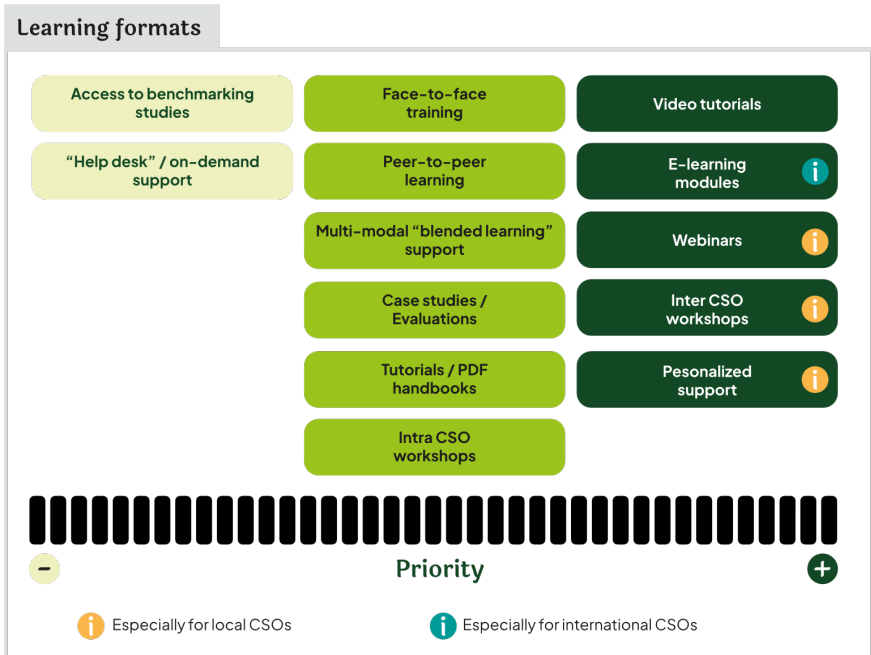 Learning formats
Access to benchmarking
studies
“Help desk” / on-demand
support
Face-to-face
training
Peer-to-peer
learning
Multi-modal “blended learning”
support
Case studies /
Evaluations
Tutorials / PDF
handbooks
Intra CSO
workshops
Video tutorials
E-learning
modules
i
Webinars
i
Inter CSO
workshops
i
Pesonalized
support
i
-
Priority
+
i Especially for local CSOs
i Especially for international CSOs